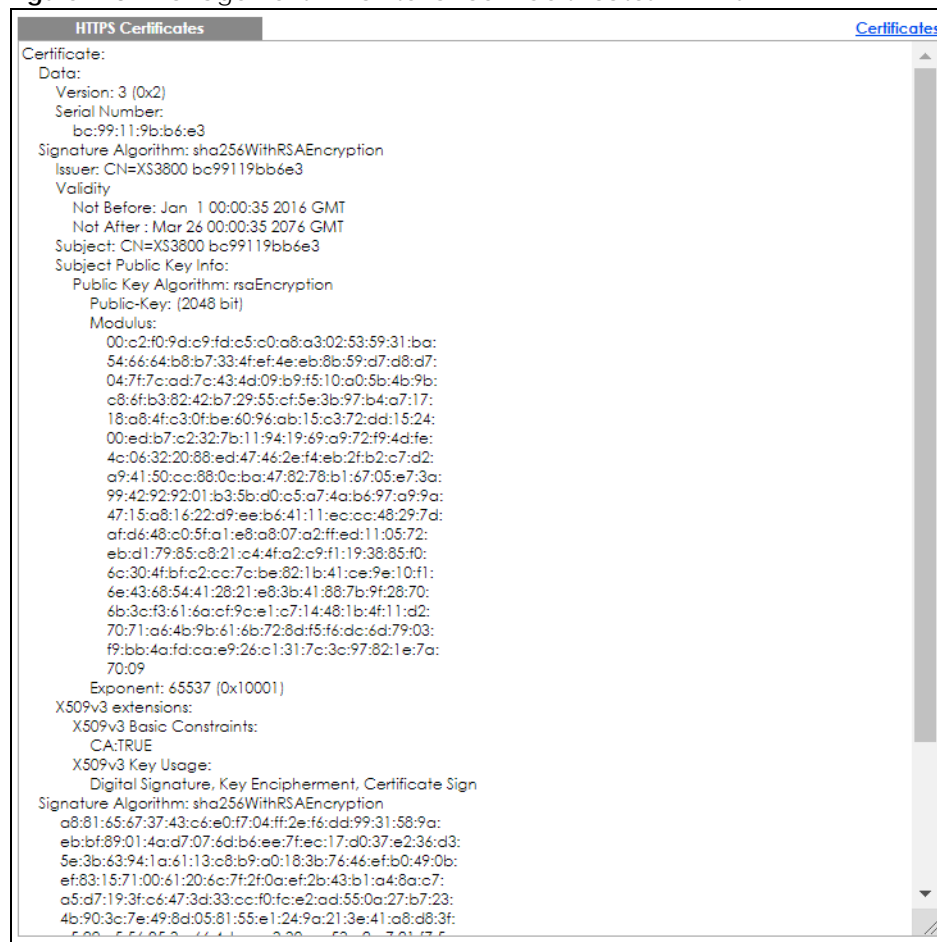 HTTPS Certificates
Certificates
Certificate:
Data:
Version: 3 (0x2)
Serial Number:
bc:99:11:9b:b6:e3
Signature Algorithm: sha256WithRSAEncryption
Issuer: CN=XS3800 bc99119bb6e3
Validity
Not Before: Jan 1 00:00:35 2016 GMT
Not After : Mar 26 00:00:35 2076 GMT
Subject: CN=XS3800 bc99119bb6e3
Subject Public Key Info:
Public Key Algorithm: rsaEncryption
Public-Key: (2048 bit)
Modulus:
00:c2:f0:9d:c9:fd:c5:c0:a8:a3:02:53:59:31:ba:
54:66:64:b8:b7:33:4f:ef:4e:eb:8b:59:d7:d8:d7:
04:7f:7c:ad:7c:43:4d:09:b9:f5:10:a0:5b:4b:9b:
c8:6f:b3:82:42:b7:29:55:cf:5e:3b:97:b4:a7:17:
18:a8:4f:c3:0f:be:60:96:ab:15:c3:72:dd:15:24:
00:ed:b7:c2:32:7b:11:94:19:69:a9:72:f9:4d:fe:
4c:06:32:20:88:ed:47:46:2e:f4:eb:2f:b2:c7:d2:
a9:41:50:cc:88:0c:ba:47:82:78:b1:67:05:e7:3a:
99:42:92:92:01:b3:5b:d0:c5:a7:4a:b6:97:a9:9a:
47:15:a8:16:22:d9:ee:b6:41:11:ec:cc:48:29:7d:
af:d6:48:c0:5f:a1:e8:a8:07:a2:ff:ed:11:05:72:
eb:d1:79:85:c8:21:c4:4f:a2:c9:f1:19:38:85:f0:
6c:30:4f:bf:c2:cc:7c:be:82:1b:41:ce:9e:10:f1:
6e:43:68:54:41:28:21:e8:3b:41:88:7b:9f:28:70:
6b:3c:f3:61:6a:cf:9c:e1:c7:14:48:1b:4f:11:d2:
70:71:a6:4b:9b:61:6b:72:8d:f5:f6:dc:6d:79:03:
f9:bb:4a:fd:ca:e9:26:c1:31:7c:3c:97:82:1e:7a:
70:09
Exponent: 65537 (0x10001)
X509v3 extensions:
X509v3 Basic Constraints:
CA:TRUE
X509v3 Key Usage:
Digital Signature, Key Encipherment, Certificate Sign
Signature Algorithm: sha256WithRSAEncryption
a8:81:65:67:37:43:c6:e0:f7:04:ff:2e:f6:dd:99:31:58:9a:
eb:bf:89:01:4a:d7:07:6d:b6:ee:7f:ec:17:d0:37:e2:36:d3:
5e:3b:63:94:1a:61:13:c8:b9:a0:18:3b:76:46:ef:b0:49:0b:
ef:83:15:71:00:61:20:6c:7f:2f:0a:ef:2b:43:b1:a4:8a:c7:
a5:d7:19:3f:c6:47:3d:33:cc:f0:fc:e2:ad:55:0a:27:b7:23:
4b:90:3c:7e:49:8d:05:81:55:e1:24:9a:21:3e:41:a8:d8:3f: